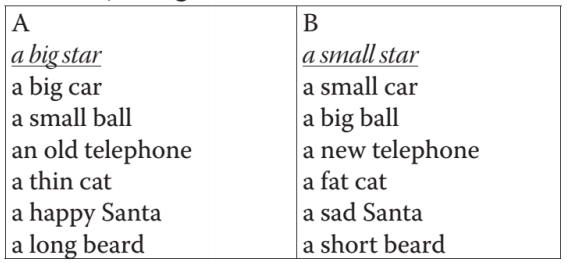 A
a big star
a big car
a small ball
an old telephone
a thin cat
a happy Santa
a long beard
B
a small star
a small car
a big ball
a new telephone
a fat cat
a sad Santa
a short beard